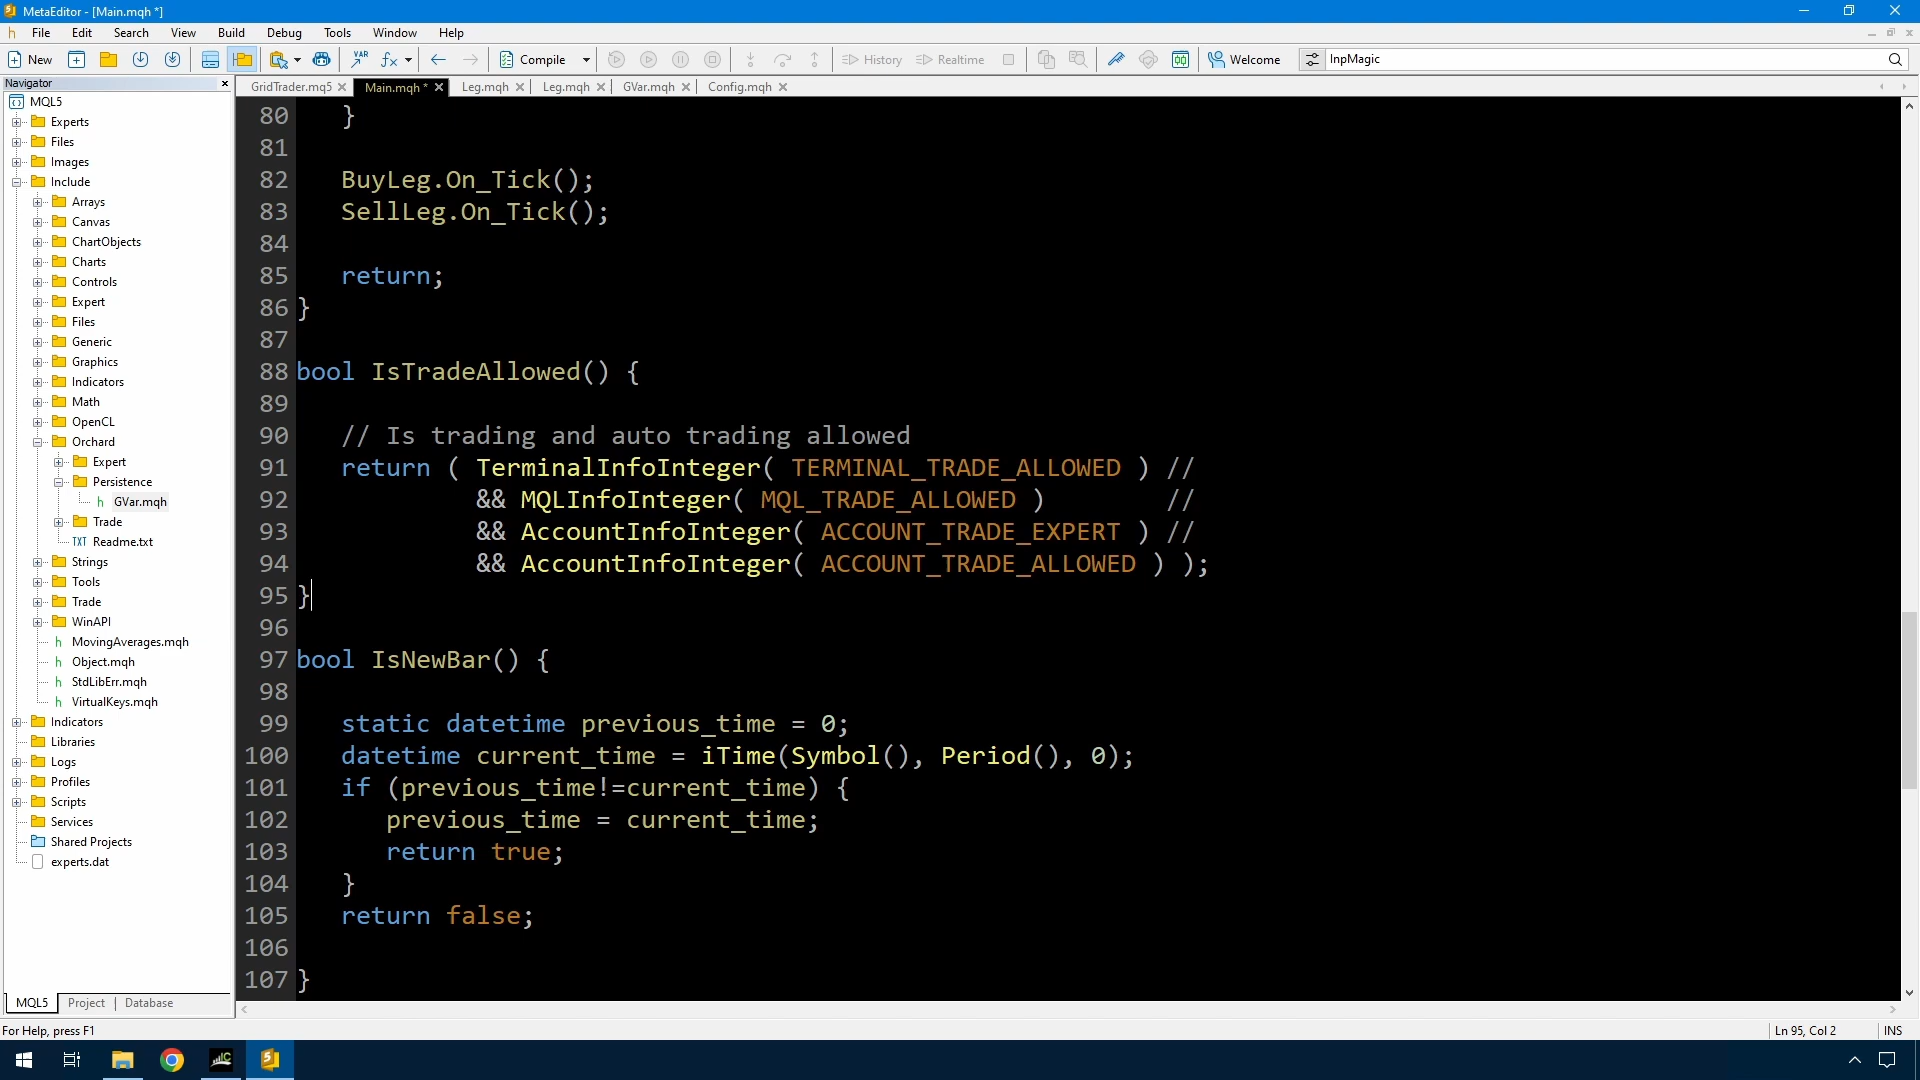 MetaEditor - [Main.mqh *]
File Edit Search View Build Debug Tools Window Help
New Compile History Realtime Welcome InpMagic
Navigator
GridTrader.mq5 Main.mqh * Leg.mqh Leg.mqh GVar.mqh Config.mqh
MQL5
Experts
Files
Images
Include
Arrays
Canvas
ChartObjects
Charts
Controls
Expert
Files
Generic
Graphics
Indicators
Math
OpenCL
Orchard
Expert
Persistence
GVar.mqh
Trade
Readme.txt
Strings
Tools
Trade
WinAPI
MovingAverages.mqh
Object.mqh
StdLibErr.mqh
VirtualKeys.mqh
Indicators
Libraries
Logs
Profiles
Scripts
Services
Shared Projects
experts.dat
MQL5 Project Database
80 }
81
82 BuyLeg.On_Tick();
83 SellLeg.On_Tick();
84
85 return;
86 }
87
88 bool IsTradeAllowed() {
89
90 // Is trading and auto trading allowed
91 return ( TerminalInfoInteger( TERMINAL_TRADE_ALLOWED ) //
92 && MQLInfoInteger( MQL_TRADE_ALLOWED ) //
93 && AccountInfoInteger( ACCOUNT_TRADE_EXPERT ) //
94 && AccountInfoInteger( ACCOUNT_TRADE_ALLOWED ) );
95 }
96
97 bool IsNewBar() {
98
99 static datetime previous_time = 0;
100 datetime current_time = iTime(Symbol(), Period(), 0);
101 if (previous_time!=current_time) {
102 previous_time = current_time;
103 return true;
104 }
105 return false;
106
107 }
For Help, press F1 Ln 95, Col 2 INS